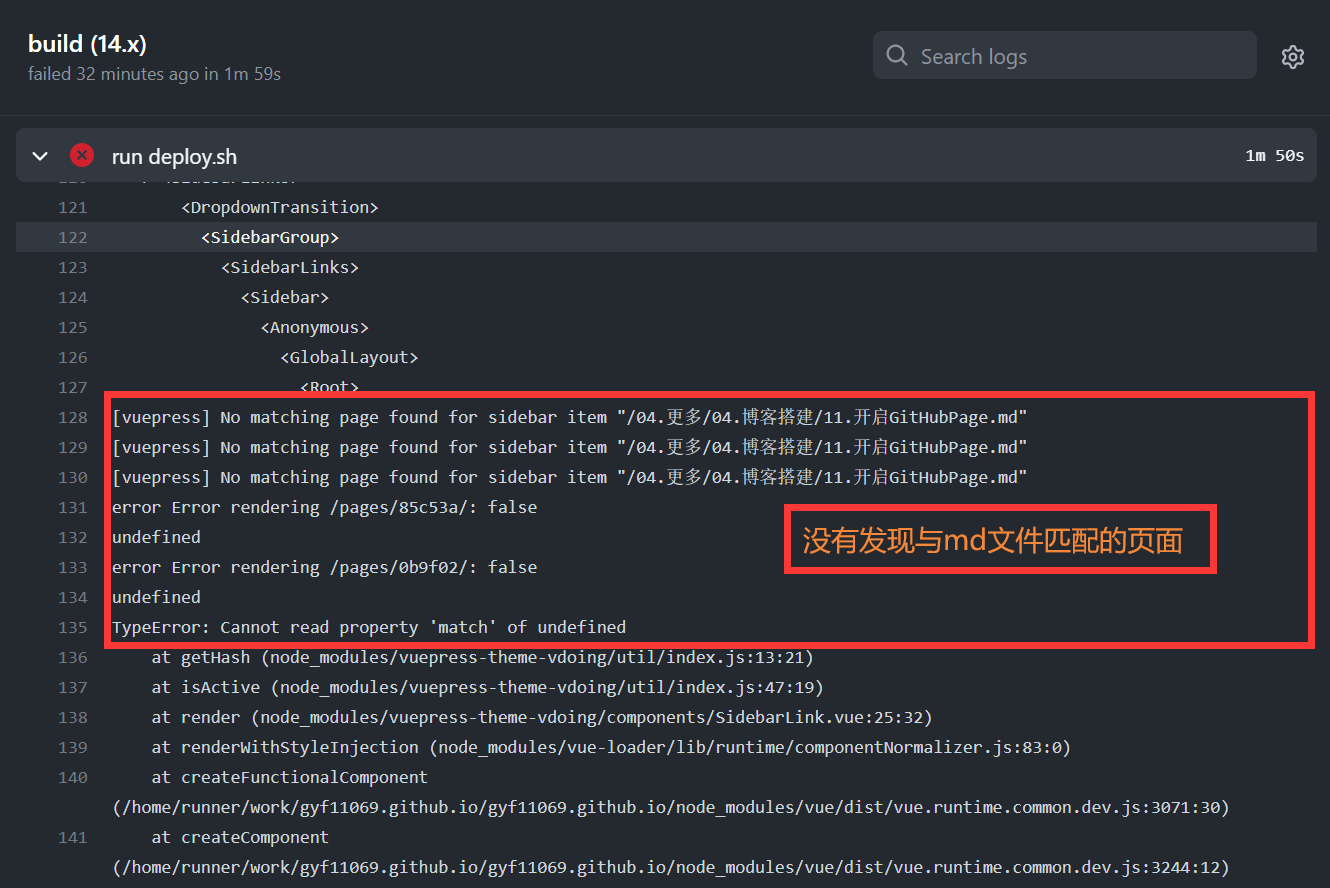 build (14.x)
failed 32 minutes ago in 1m 59s
Search logs
run deploy.sh
1m 50s
121 <DropdownTransition>
122 <SidebarGroup>
123 <SidebarLinks>
124 <Sidebar>
125 <Anonymous>
126 <GlobalLayout>
127 <Root>
128 [vuepress] No matching page found for sidebar item "/04.更多/04.博客搭建/11.开启GitHubPage.md"
129 [vuepress] No matching page found for sidebar item "/04.更多/04.博客搭建/11.开启GitHubPage.md"
130 [vuepress] No matching page found for sidebar item "/04.更多/04.博客搭建/11.开启GitHubPage.md"
131 error Error rendering /pages/85c53a/: false
132 undefined
没有发现与md文件匹配的页面
133 error Error rendering /pages/0b9f02/: false
134 undefined
135 TypeError: Cannot read property 'match' of undefined
136 at getHash (node_modules/vuepress-theme-vdoing/util/index.js:13:21)
137 at isActive (node_modules/vuepress-theme-vdoing/util/index.js:47:19)
138 at render (node_modules/vuepress-theme-vdoing/components/SidebarLink.vue:25:32)
139 at renderWithStyleInjection (node_modules/vue-loader/lib/runtime/componentNormalizer.js:83:0)
140 at createFunctionalComponent
(/home/runner/work/gyf11069.github.io/gyf11069.github.io/node_modules/vue/dist/vue.runtime.common.dev.js:3071:30)
141 at createComponent
(/home/runner/work/gyf11069.github.io/gyf11069.github.io/node_modules/vue/dist/vue.runtime.common.dev.js:3244:12)